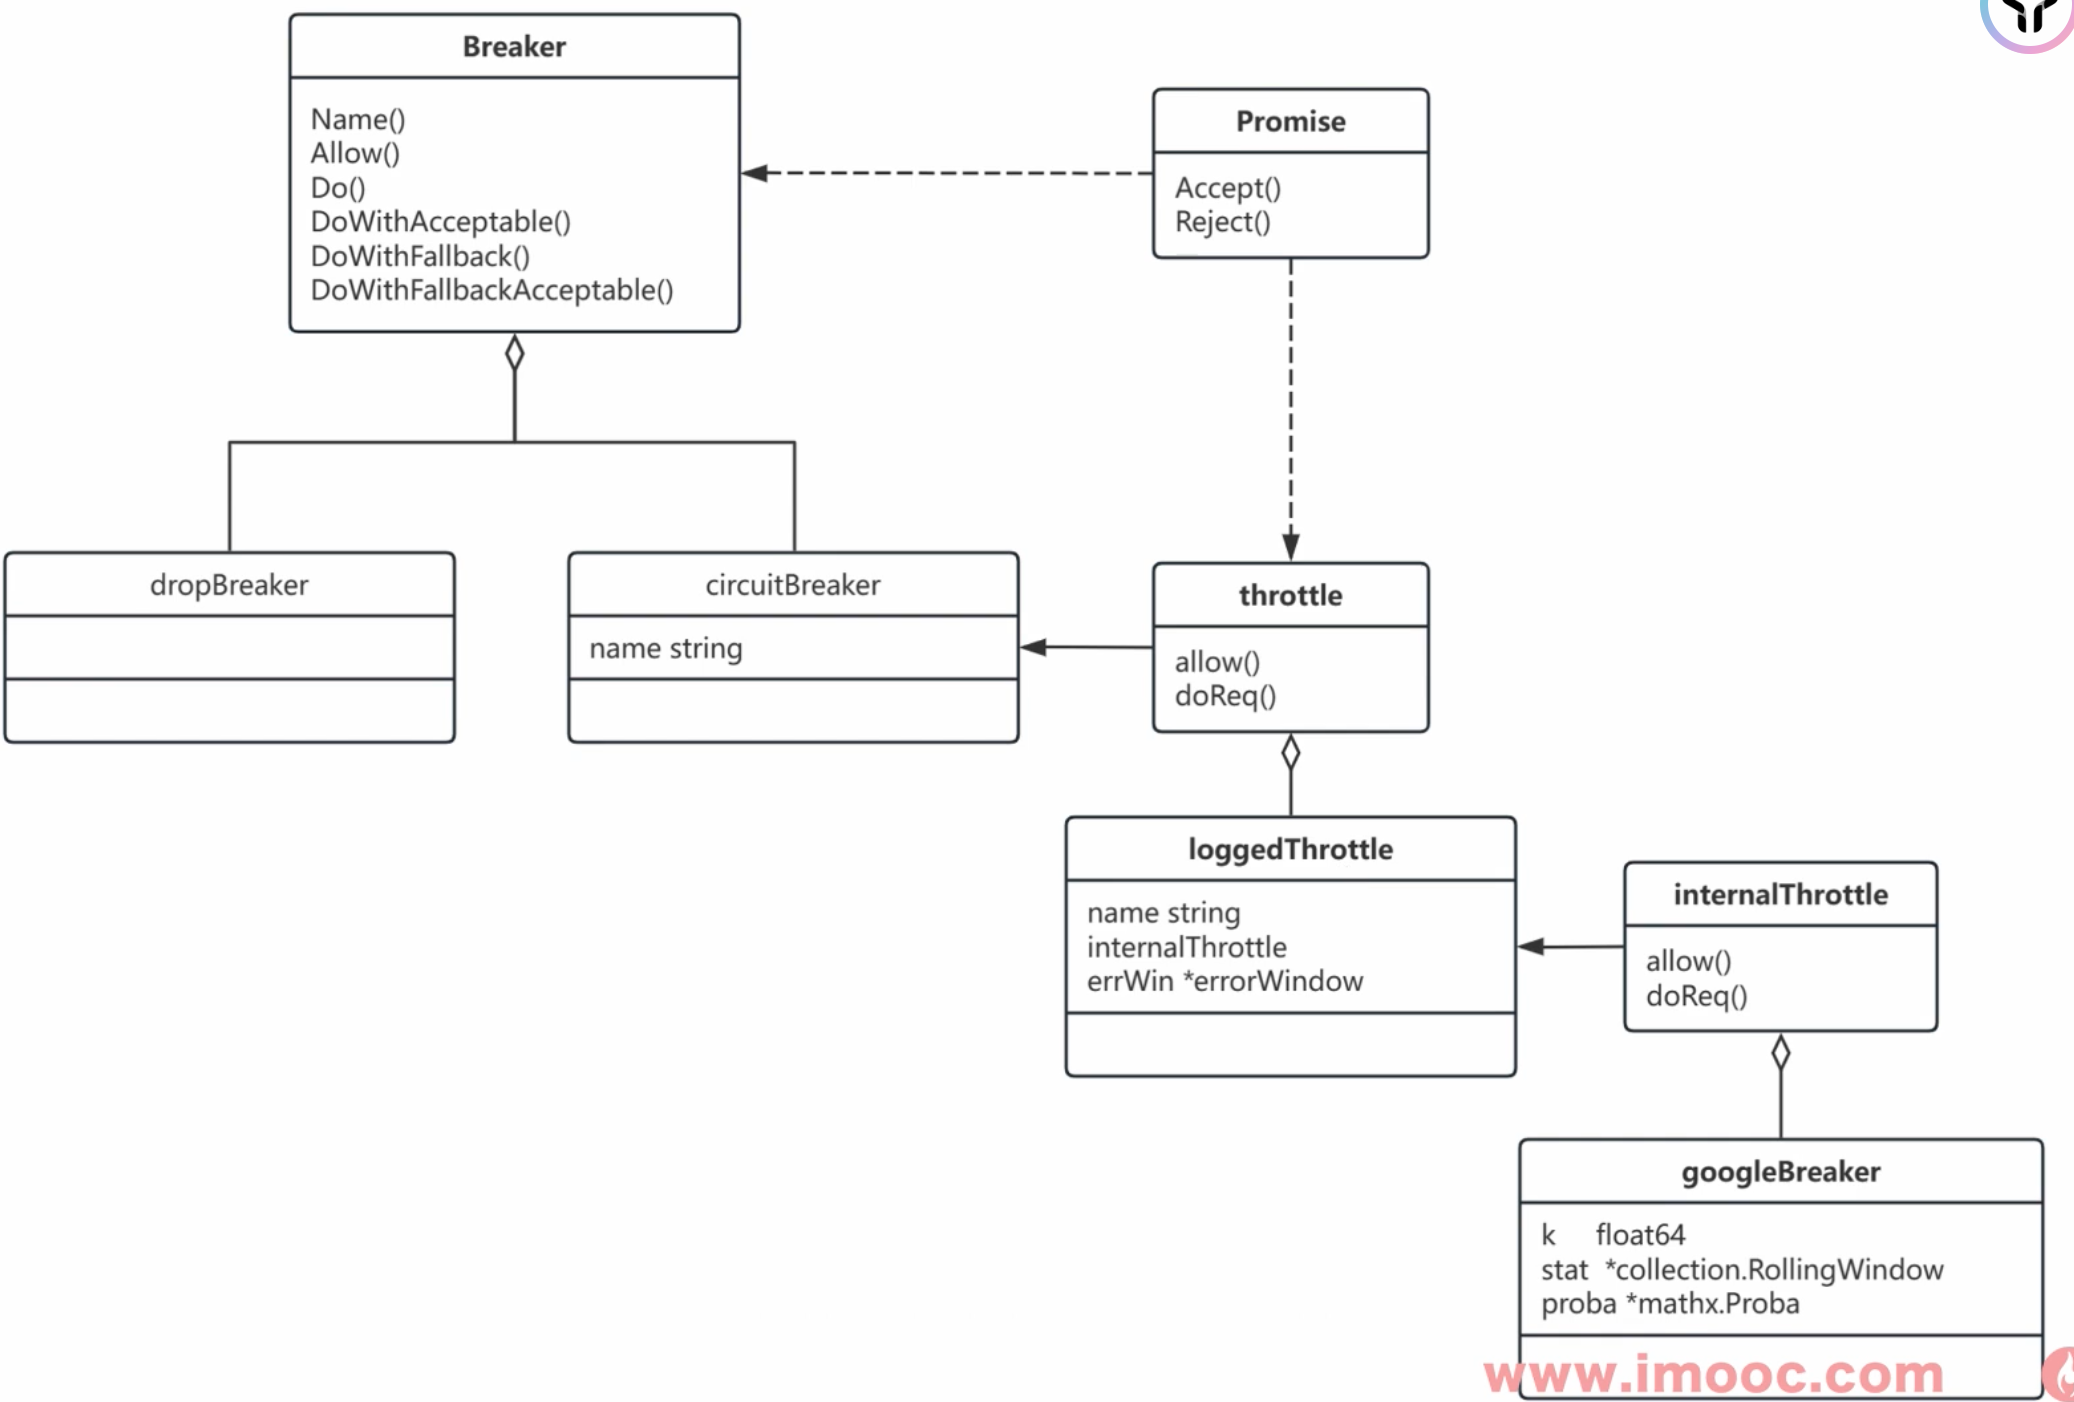 Breaker
Name()
Allow()
Do()
DoWithAcceptable()
DoWithFallback()
DoWithFallbackAcceptable()
Promise
Accept()
Reject()
dropBreaker
circuitBreaker
name string
throttle
allow()
doReq()
loggedThrottle
name string
internalThrottle
errWin *errorWindow
internalThrottle
allow()
doReq()
googleBreaker
k float64
stat *collection.RollingWindow
proba *mathx.Proba
www.imooc.com